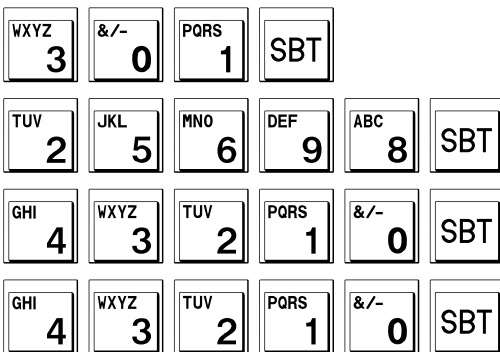 WXYZ 3 &/- 0 PQRS 1 SBT
TUV 2 JKL 5 MNO 6 DEF 9 ABC 8 SBT
GHI 4 WXYZ 3 TUV 2 PQRS 1 &/- 0 SBT
GHI 4 WXYZ 3 TUV 2 PQRS 1 &/- 0 SBT